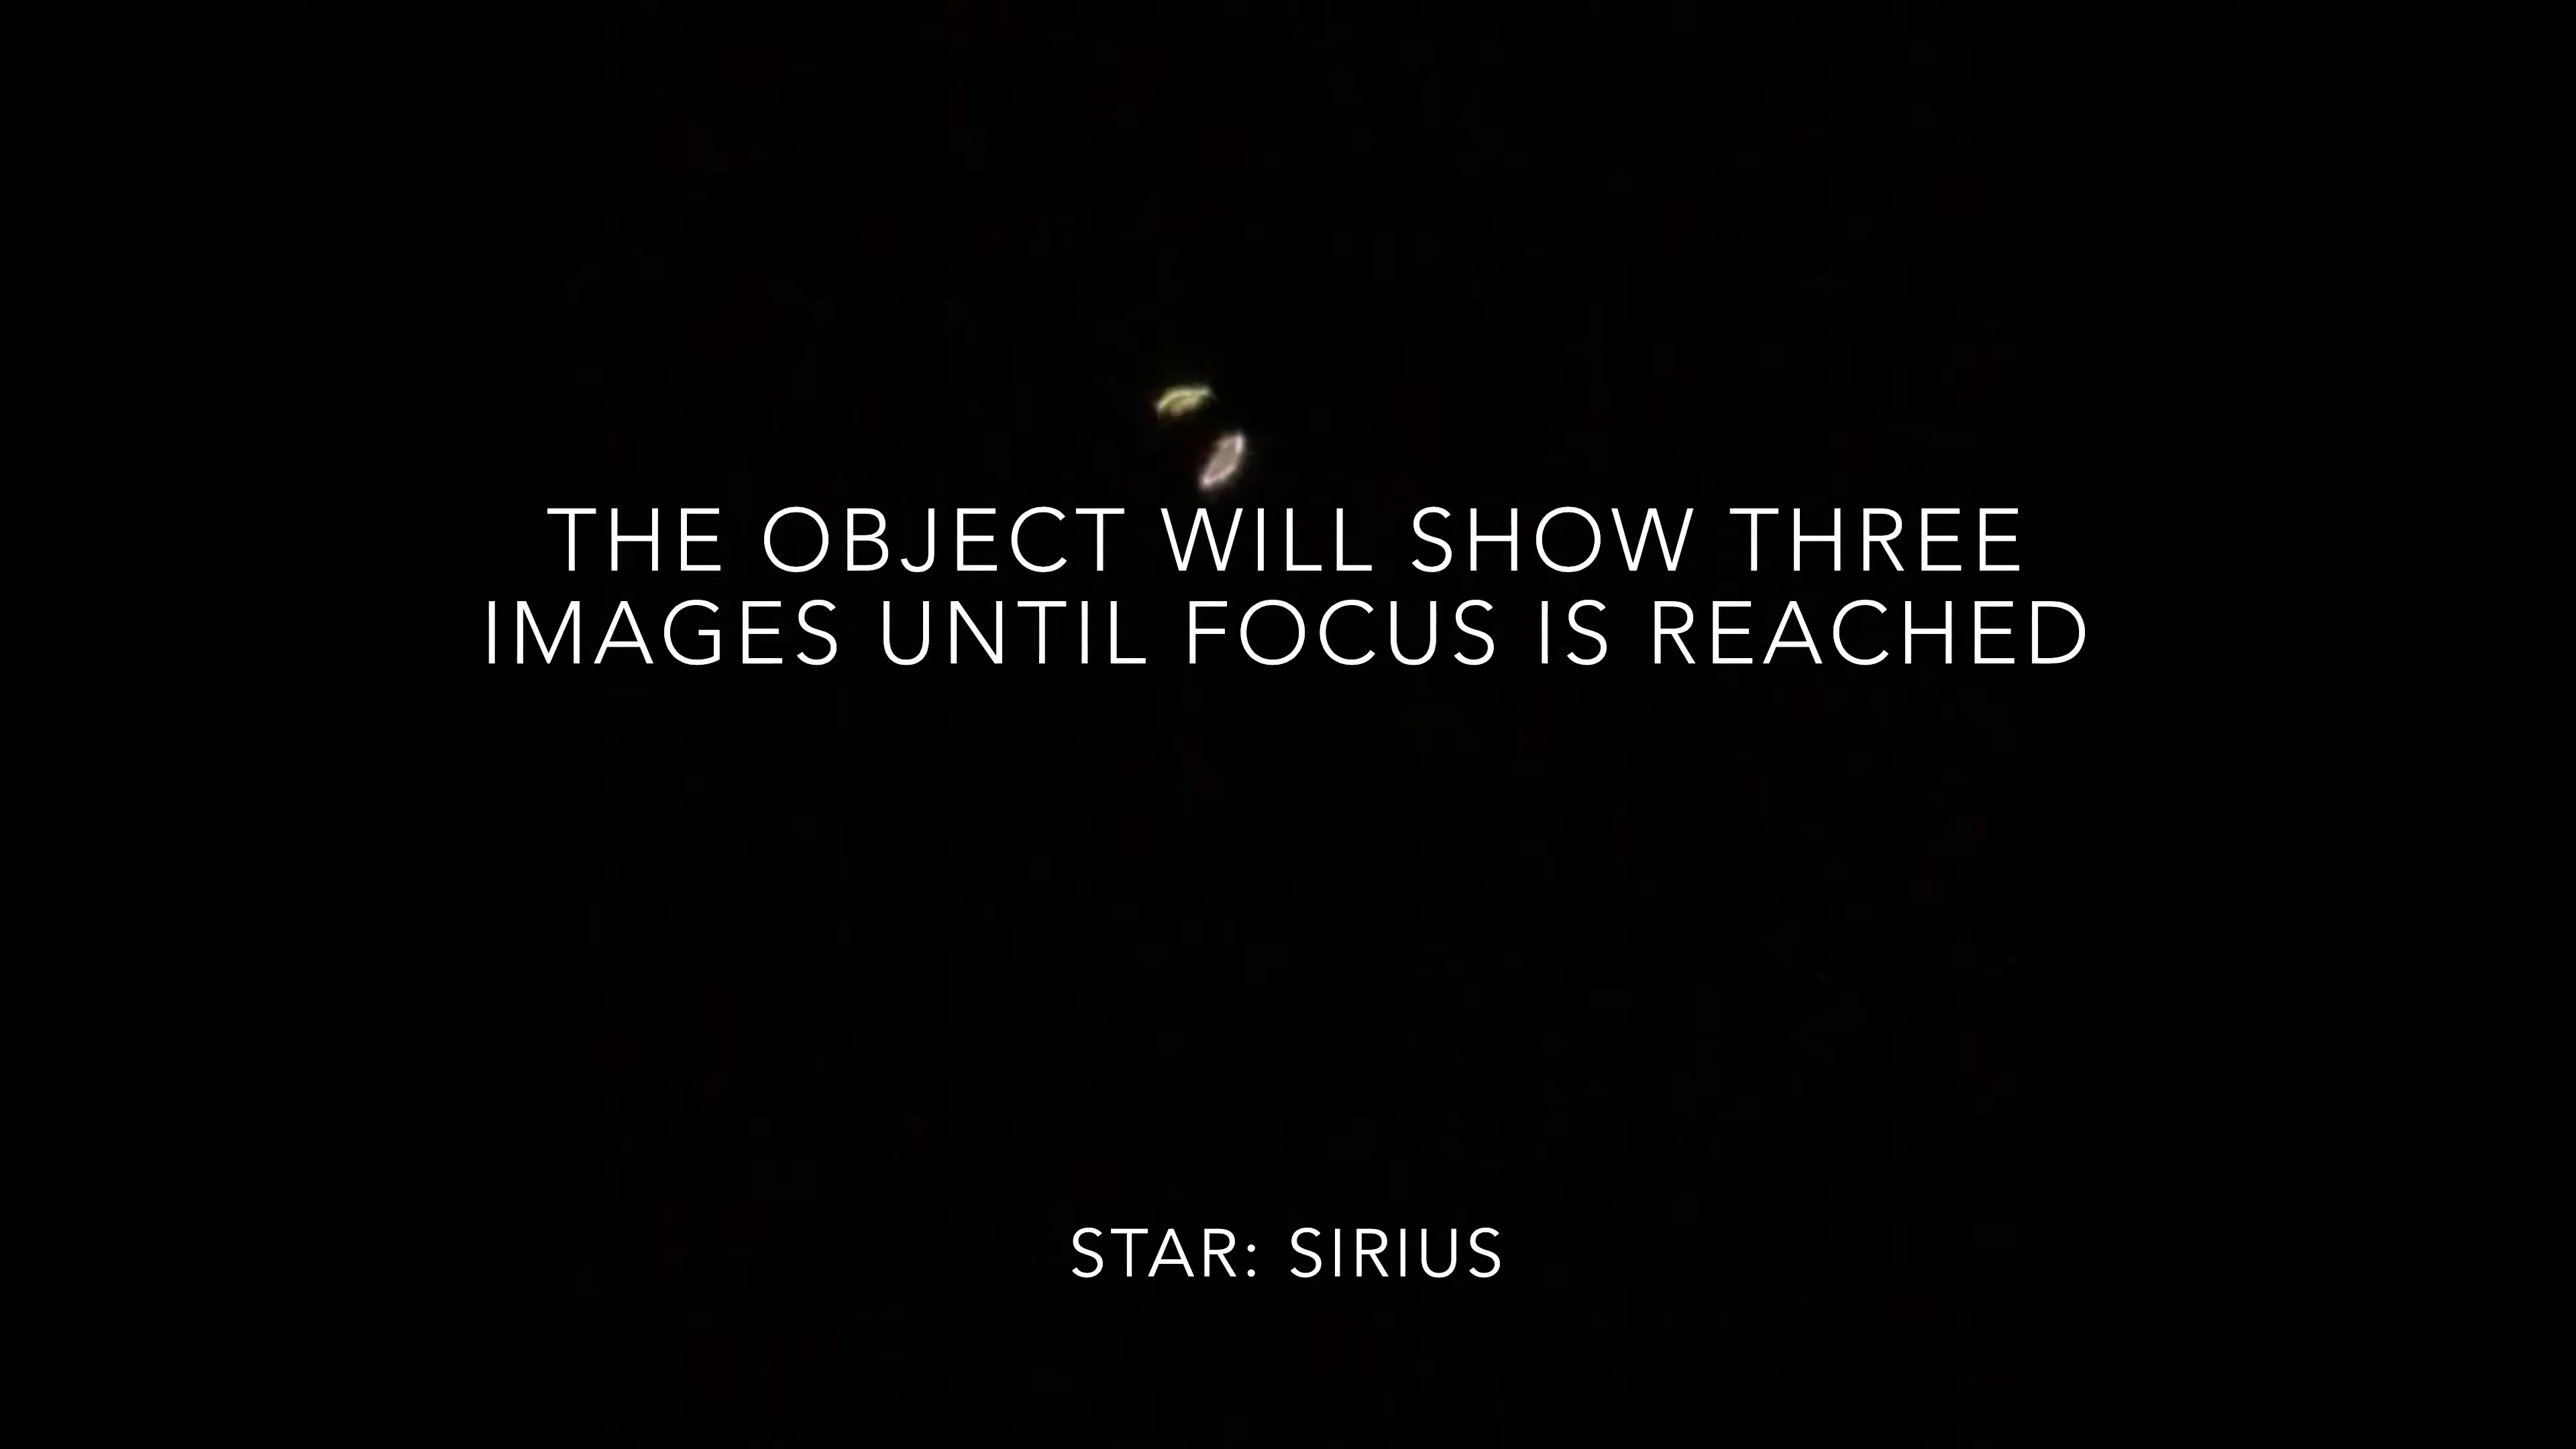 THE OBJECT WILL SHOW THREE
IMAGES UNTIL FOCUS IS REACHED
STAR: SIRIUS